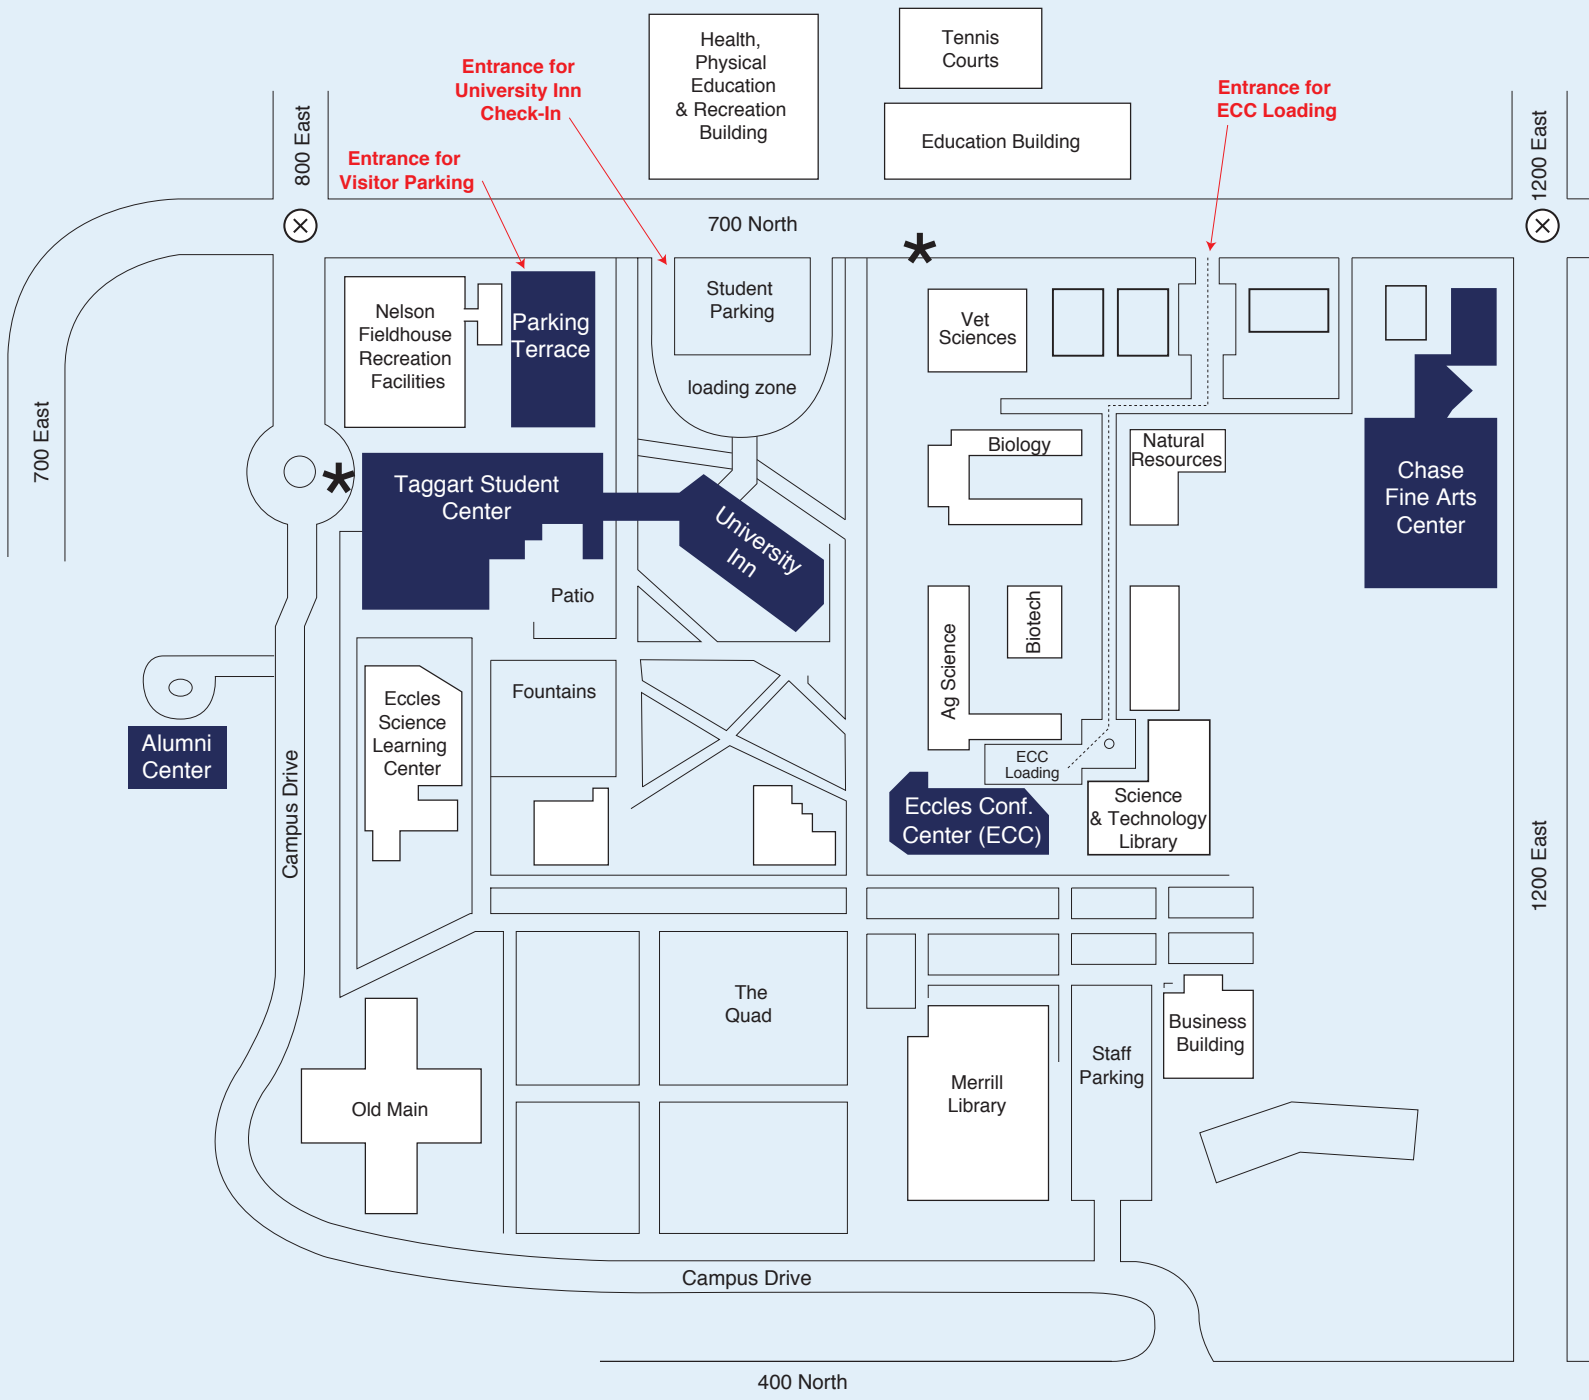 Health,
Physical
Education
& Recreation
Building
Tennis
Courts
Education Building
Entrance for
University Inn
Check-In
Entrance for
ECC Loading
Entrance for
Visitor Parking
800 East
1200 East
700 North
*
Nelson
Fieldhouse
Recreation
Facilities
Parking
Terrace
Student
Parking
loading zone
Vet
Sciences
700 East
*
Taggart Student
Center
University
Inn
Biology
Natural
Resources
Chase
Fine Arts
Center
Patio
Ag Science
Biotech
Eccles
Science
Learning
Center
Fountains
Alumni
Center
Campus Drive
ECC
Loading
Eccles Conf.
Center (ECC)
Science
& Technology
Library
1200 East
The
Quad
Old Main
Merrill
Library
Staff
Parking
Business
Building
Campus Drive
400 North